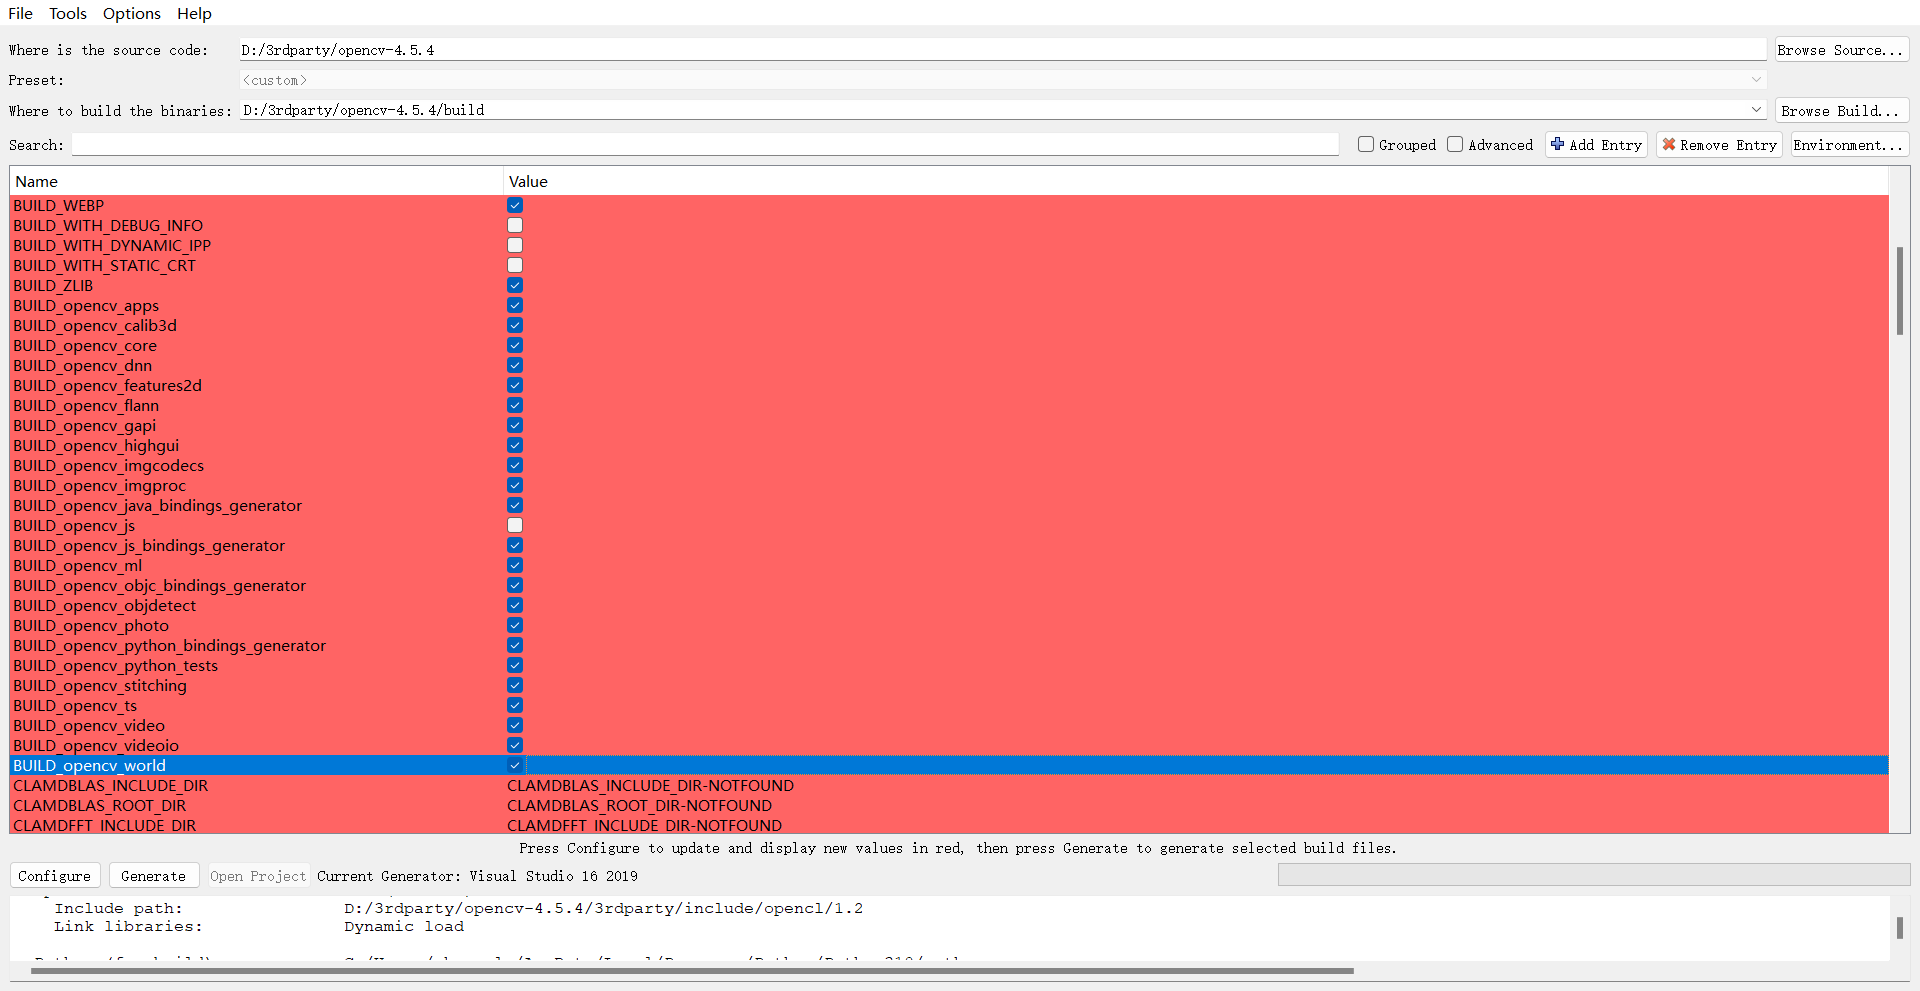 File Tools Options Help
Where is the source code: D:/3rdparty/opencv-4.5.4 Browse Source...
Preset: <custom>
Where to build the binaries: D:/3rdparty/opencv-4.5.4/build Browse Build...
Search: Grouped Advanced Add Entry Remove Entry Environment...
Name Value
BUILD_WEBP
BUILD_WITH_DEBUG_INFO
BUILD_WITH_DYNAMIC_IPP
BUILD_WITH_STATIC_CRT
BUILD_ZLIB
BUILD_opencv_apps
BUILD_opencv_calib3d
BUILD_opencv_core
BUILD_opencv_dnn
BUILD_opencv_features2d
BUILD_opencv_flann
BUILD_opencv_gapi
BUILD_opencv_highgui
BUILD_opencv_imgcodecs
BUILD_opencv_imgproc
BUILD_opencv_java_bindings_generator
BUILD_opencv_js
BUILD_opencv_js_bindings_generator
BUILD_opencv_ml
BUILD_opencv_objc_bindings_generator
BUILD_opencv_objdetect
BUILD_opencv_photo
BUILD_opencv_python_bindings_generator
BUILD_opencv_python_tests
BUILD_opencv_stitching
BUILD_opencv_ts
BUILD_opencv_video
BUILD_opencv_videoio
BUILD_opencv_world
CLAMDBLAS_INCLUDE_DIR CLAMDBLAS_INCLUDE_DIR-NOTFOUND
CLAMDBLAS_ROOT_DIR CLAMDBLAS_ROOT_DIR-NOTFOUND
CLAMDFFT_INCLUDE_DIR CLAMDFFT_INCLUDE_DIR-NOTFOUND
Press Configure to update and display new values in red, then press Generate to generate selected build files.
Configure Generate Open Project Current Generator: Visual Studio 16 2019
Include path: D:/3rdparty/opencv-4.5.4/3rdparty/include/opencl/1.2
Link libraries: Dynamic load